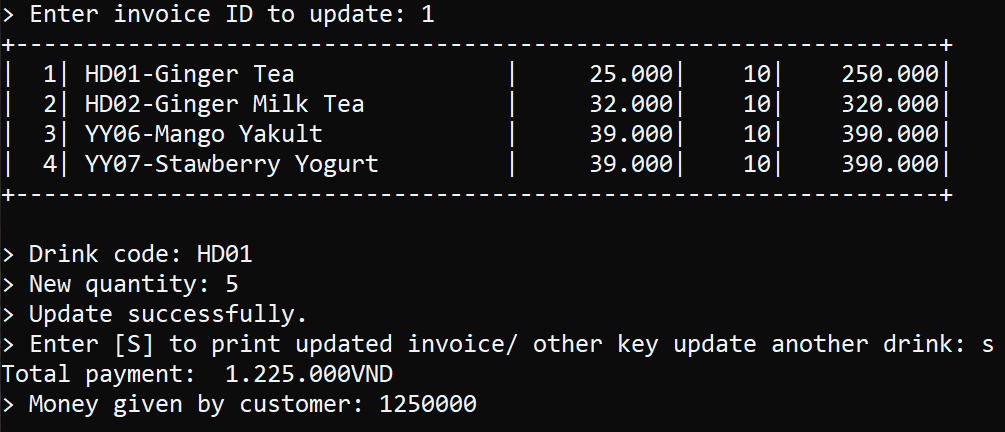 > Enter invoice ID to update: 1
+------------------------------------------------------------------+
|  1| HD01-Ginger Tea               |     25.000|    10|    250.000|
|  2| HD02-Ginger Milk Tea          |     32.000|    10|    320.000|
|  3| YY06-Mango Yakult             |     39.000|    10|    390.000|
|  4| YY07-Stawberry Yogurt         |     39.000|    10|    390.000|
+------------------------------------------------------------------+
> Drink code: HD01
> New quantity: 5
> Update successfully.
> Enter [S] to print updated invoice/ other key update another drink: s
Total payment:  1.225.000VND
> Money given by customer: 1250000